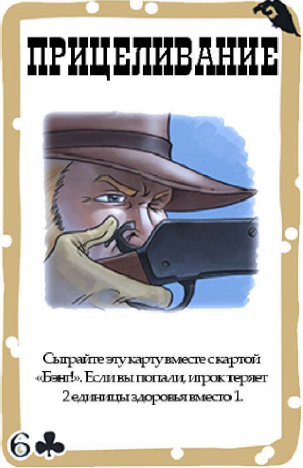 ПРИЦЕЛИВАНИЕ
Сыграйте эту карту вместе с картой
«Бэнг!». Если вы попали, игрок теряет
2 единицы здоровья вместо 1.
6♣